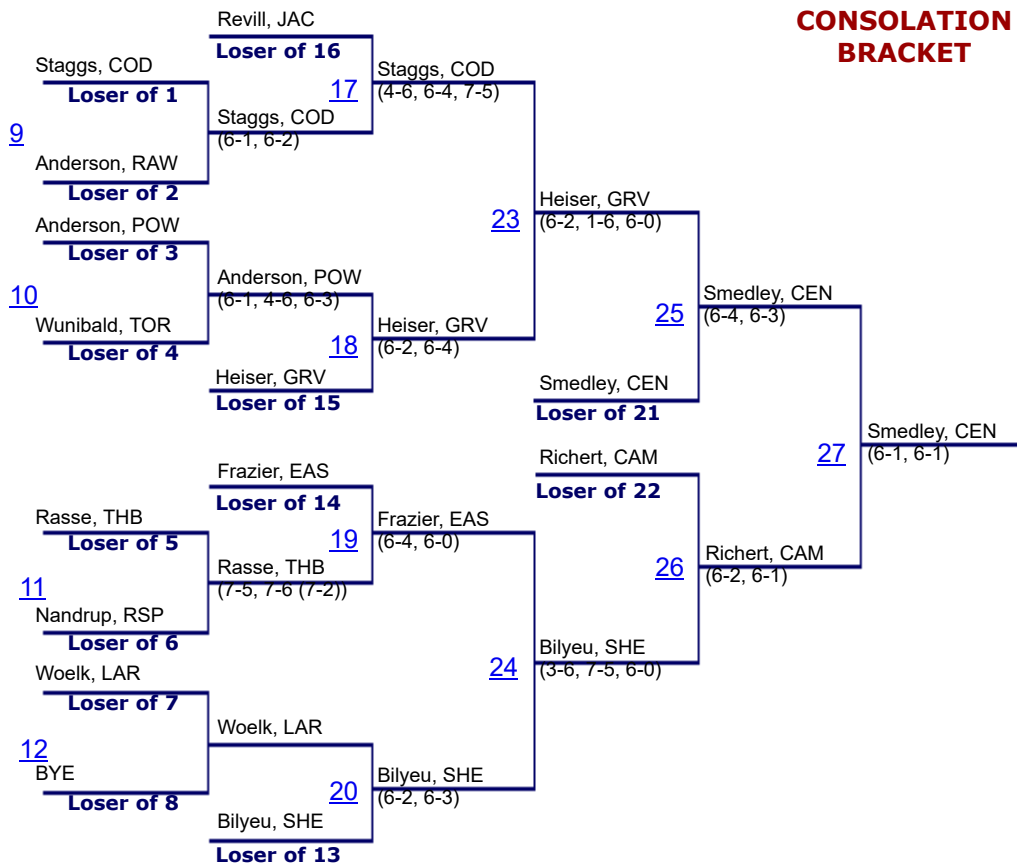 CONSOLATION
BRACKET
Revill, JAC
Loser of 16
Staggs, COD
Loser of 1
17
Staggs, COD
(4-6, 6-4, 7-5)
9
Staggs, COD
(6-1, 6-2)
Anderson, RAW
Loser of 2
23
Heiser, GRV
(6-2, 1-6, 6-0)
Anderson, POW
Loser of 3
10
Anderson, POW
(6-1, 4-6, 6-3)
Wunibald, TOR
Loser of 4
18
Heiser, GRV
(6-2, 6-4)
Heiser, GRV
Loser of 15
25
Smedley, CEN
(6-4, 6-3)
Smedley, CEN
Loser of 21
27
Smedley, CEN
(6-1, 6-1)
Richert, CAM
Loser of 22
Frazier, EAS
Loser of 14
Rasse, THB
Loser of 5
19
Frazier, EAS
(6-4, 6-0)
11
Rasse, THB
(7-5, 7-6 (7-2))
Nandrup, RSP
Loser of 6
26
Richert, CAM
(6-2, 6-1)
24
Bilyeu, SHE
(3-6, 7-5, 6-0)
Woelk, LAR
Loser of 7
12
Woelk, LAR
BYE
Loser of 8
20
Bilyeu, SHE
(6-2, 6-3)
Bilyeu, SHE
Loser of 13